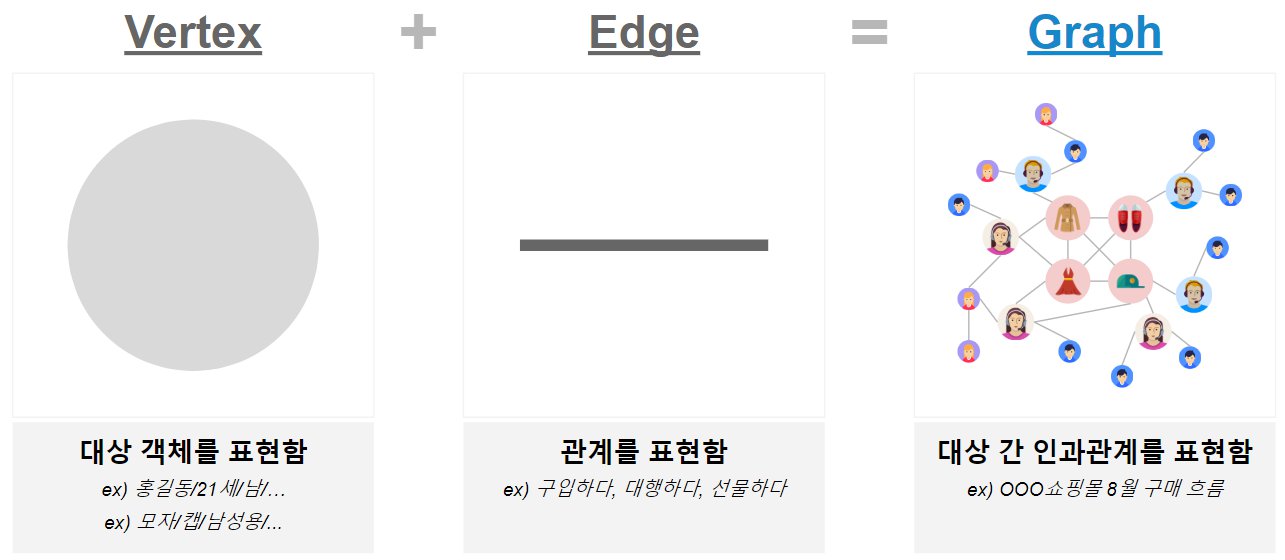 Vertex + Edge = Graph
대상 객체를 표현함
ex) 홍길동/21세/남/…
ex) 모자/캡/남성용/...
관계를 표현함
ex) 구입하다, 대행하다, 선물하다
대상 간 인과관계를 표현함
ex) OOO쇼핑몰 8월 구매 흐름